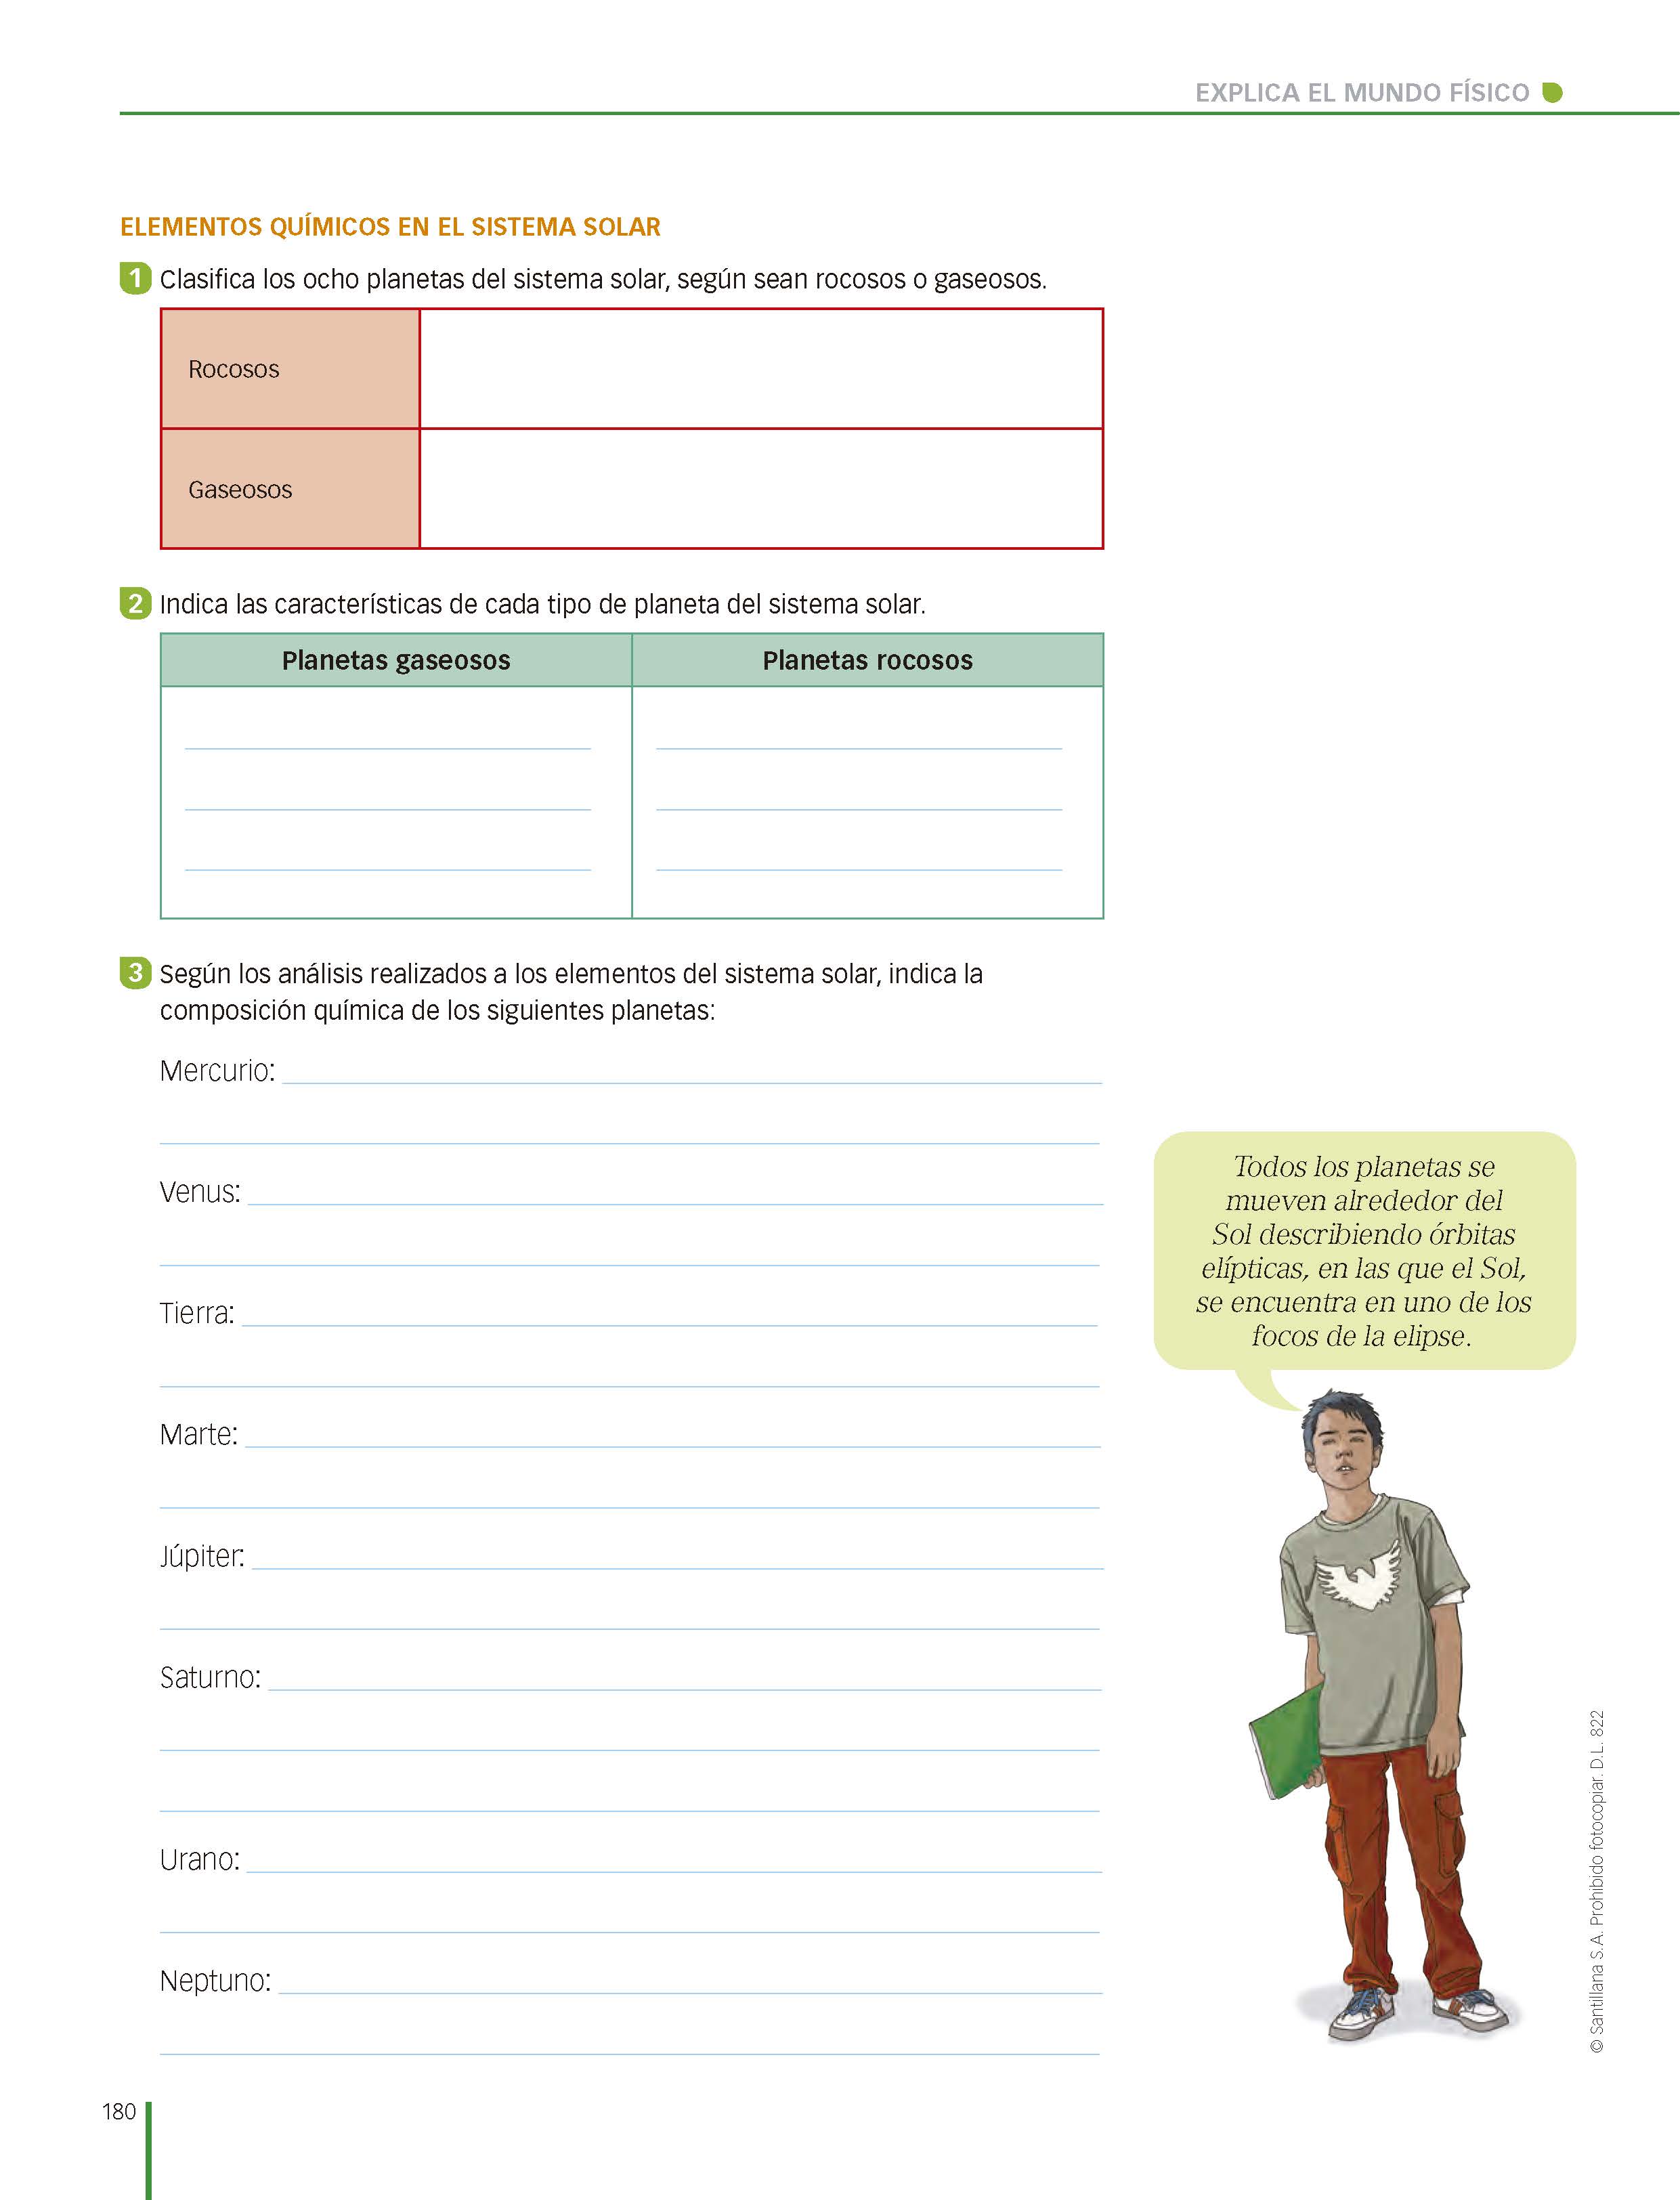 EXPLICA EL MUNDO FÍSICO
ELEMENTOS QUÍMICOS EN EL SISTEMA SOLAR
1 Clasifica los ocho planetas del sistema solar, según sean rocosos o gaseosos.
Rocosos
Gaseosos
2 Indica las características de cada tipo de planeta del sistema solar.
Planetas gaseosos
Planetas rocosos
3 Según los análisis realizados a los elementos del sistema solar, indica la
composición química de los siguientes planetas:
Mercurio:
Venus:
Tierra:
Marte:
Júpiter:
Saturno:
Urano:
Neptuno:
Todos los planetas se
mueven alrededor del
Sol describiendo órbitas
elípticas, en las que el Sol,
se encuentra en uno de los
focos de la elipse.
© Santillana S.A. Prohibido fotocopiar. D.L. 822
180